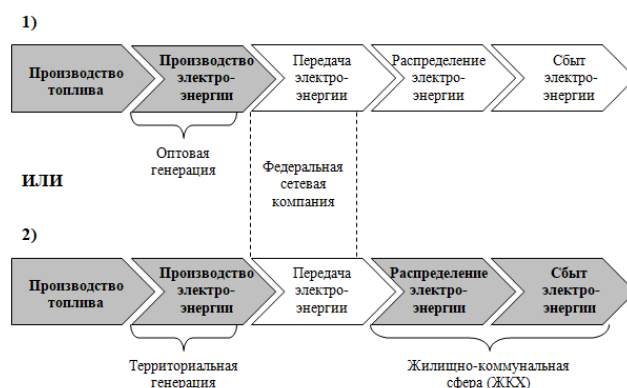 1)
Производство топлива
Производство электро-энергии
Передача электро-энергии
Распределение электро-энергии
Сбыт электро-энергии
Оптовая генерация
Федеральная сетевая компания
ИЛИ
2)
Производство топлива
Производство электро-энергии
Передача электро-энергии
Распределение электро-энергии
Сбыт электро-энергии
Территориальная генерация
Жилищно-коммунальная сфера (ЖКХ)